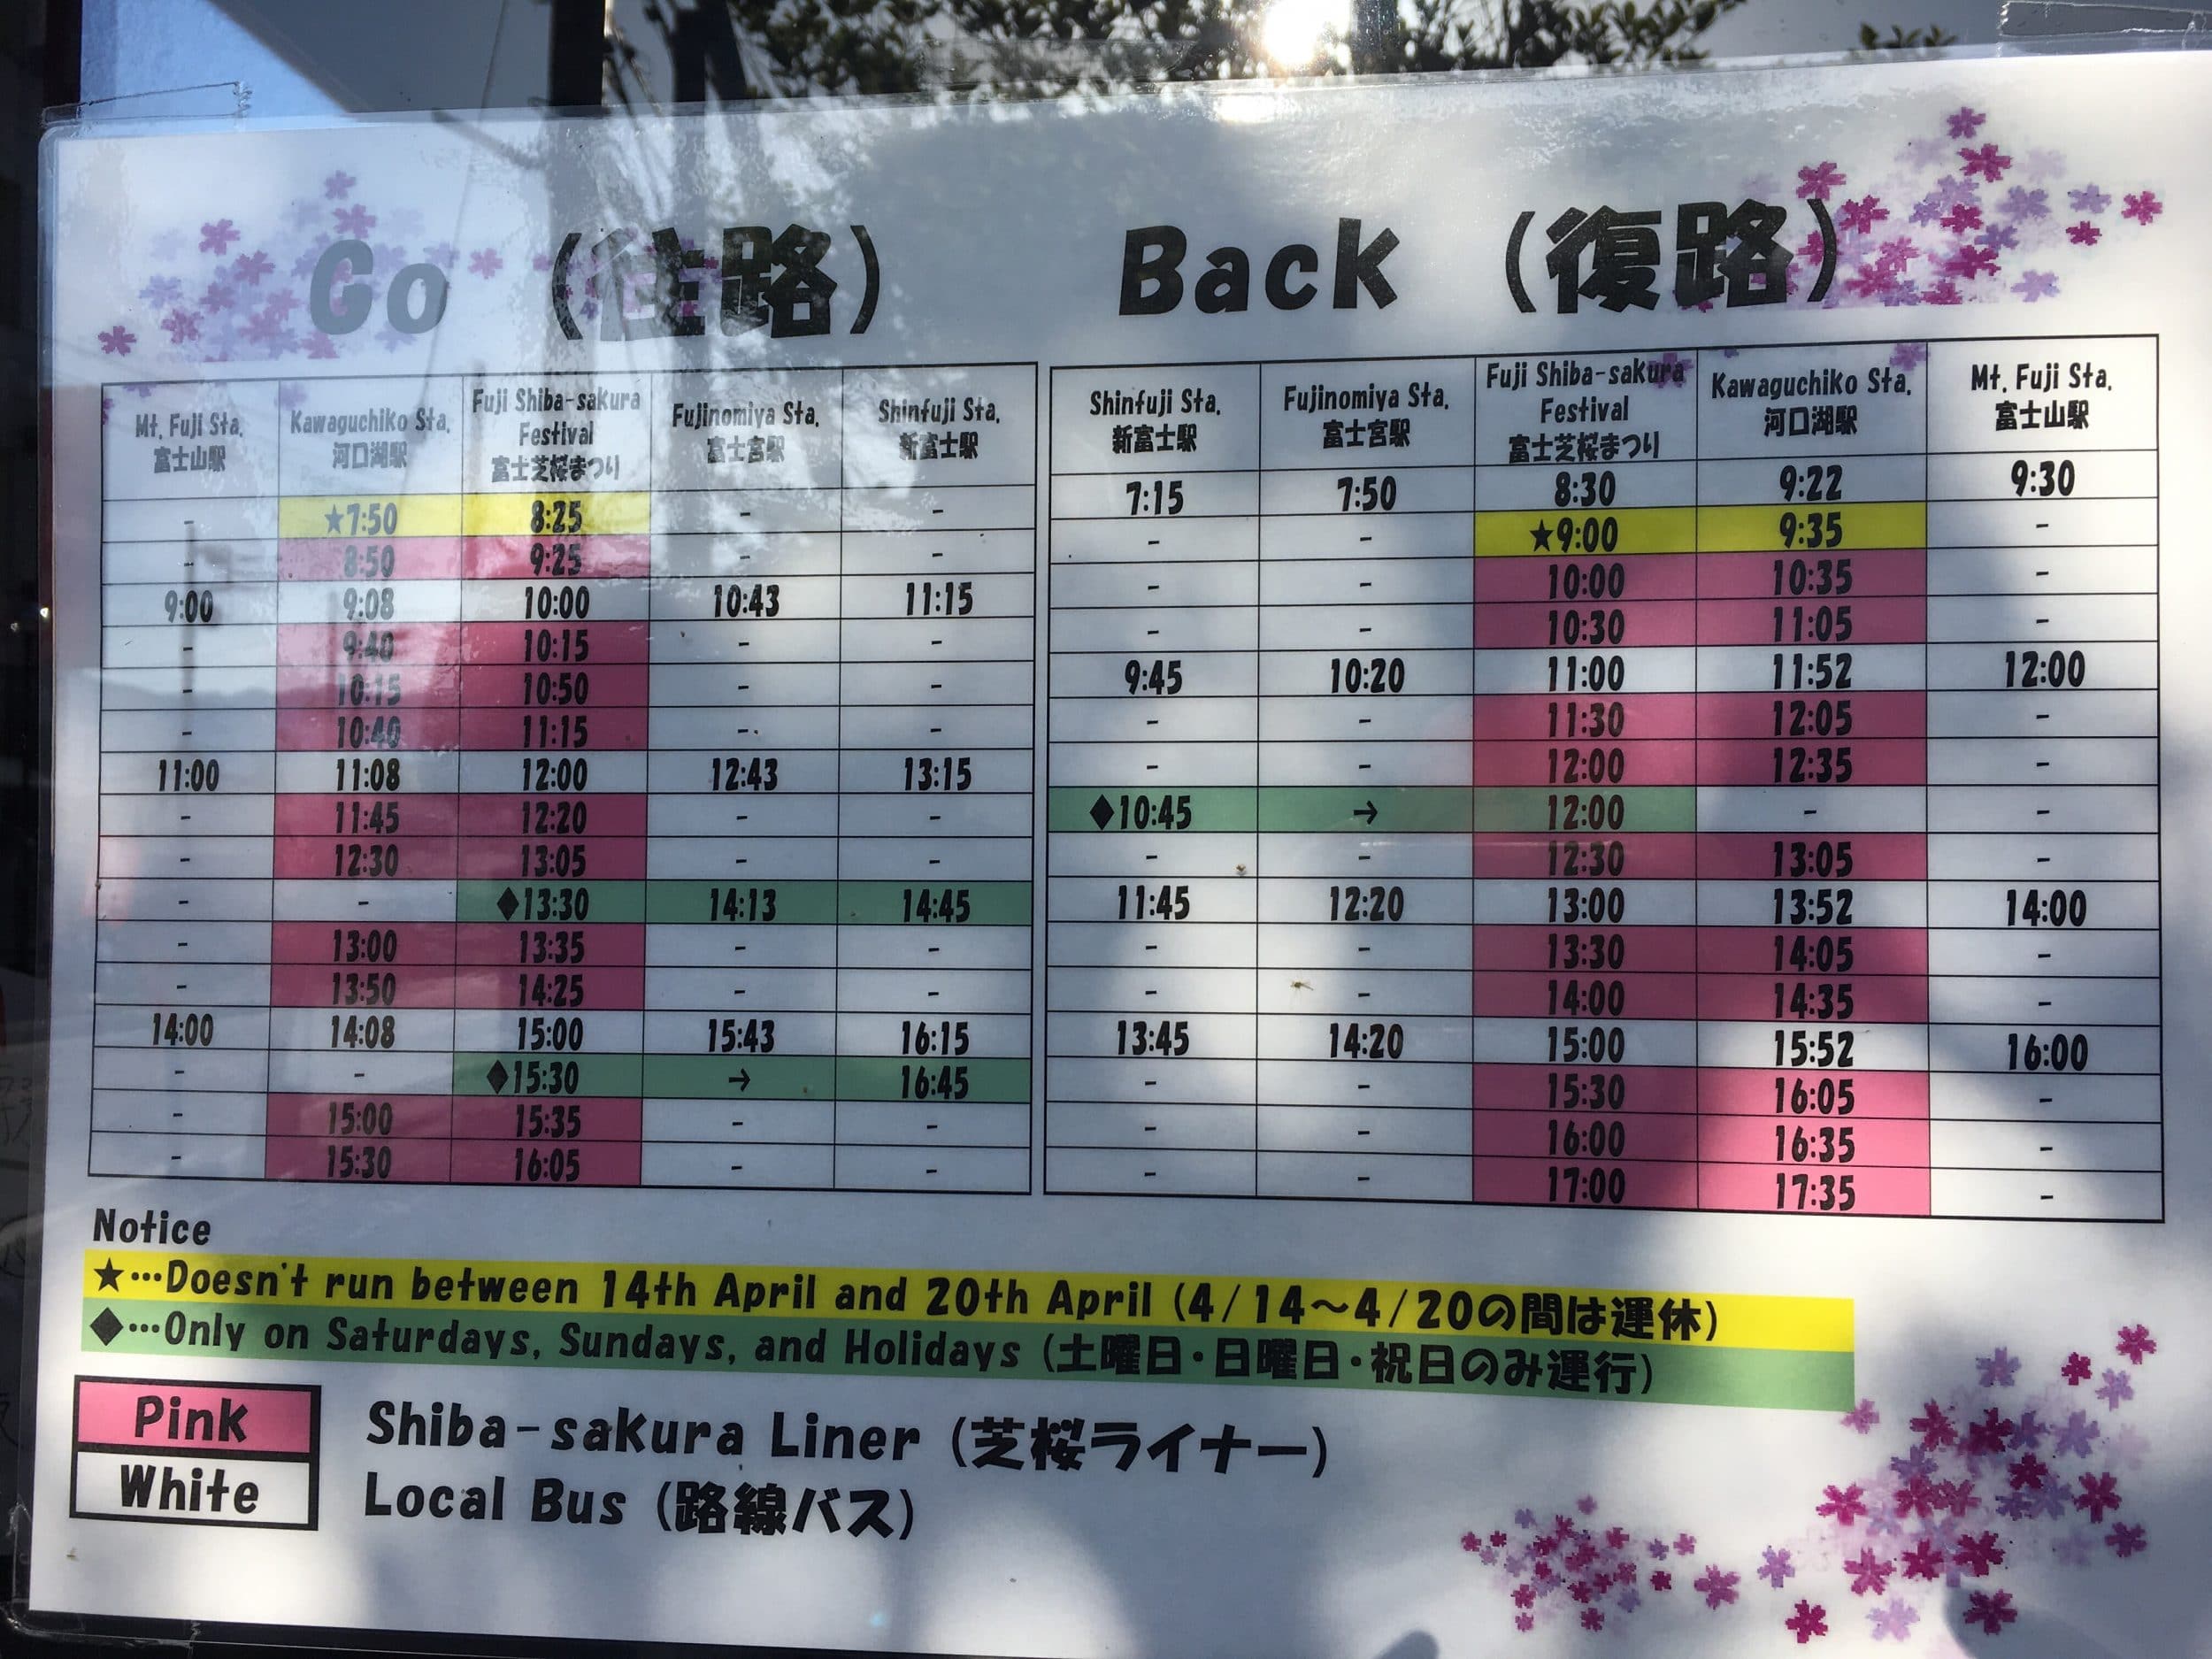 Go (往路)
Back (復路)
Mt. Fuji Sta. 富士山駅 Kawaguchiko Sta. 河口湖駅 Fuji Shiba-sakura Festival 富士芝桜まつり Fujinomiya Sta. 富士宮駅 Shinfuji Sta. 新富士駅
- ★7:50 8:25 - -
- 8:50 9:25 - -
9:00 9:08 10:00 10:43 11:15
- 9:40 10:15 - -
- 10:15 10:50 - -
- 10:40 11:15 - -
11:00 11:08 12:00 12:43 13:15
- 11:45 12:20 - -
- 12:30 13:05 - -
- - ◆13:30 14:13 14:45
- 13:00 13:35 - -
- 13:50 14:25 - -
14:00 14:08 15:00 15:43 16:15
- - ◆15:30 → 16:45
- 15:00 15:35 - -
- 15:30 16:05 - -
Shinfuji Sta. 新富士駅 Fujinomiya Sta. 富士宮駅 Fuji Shiba-sakura Festival 富士芝桜まつり Kawaguchiko Sta. 河口湖駅 Mt. Fuji Sta. 富士山駅
7:15 7:50 8:30 9:22 9:30
- - ★9:00 9:35 -
- - 10:00 10:35 -
- - 10:30 11:05 -
9:45 10:20 11:00 11:52 12:00
- - 11:30 12:05 -
- - 12:00 12:35 -
◆10:45 → 12:00 - -
- - 12:30 13:05 -
11:45 12:20 13:00 13:52 14:00
- - 13:30 14:05 -
- - 14:00 14:35 -
13:45 14:20 15:00 15:52 16:00
- - 15:30 16:05 -
- - 16:00 16:35 -
- - 17:00 17:35 -
Notice
★…Doesn't run between 14th April and 20th April (4/14～4/20の間は運休)
◆…Only on Saturdays, Sundays, and Holidays (土曜日・日曜日・祝日のみ運行)
Pink Shiba-sakura Liner (芝桜ライナー)
White Local Bus (路線バス)